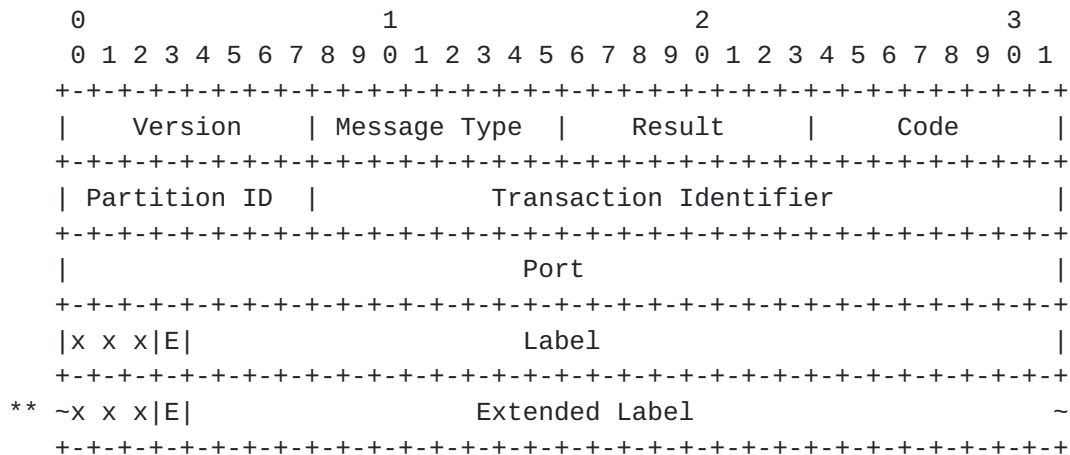 0                   1                   2                   3
 0 1 2 3 4 5 6 7 8 9 0 1 2 3 4 5 6 7 8 9 0 1 2 3 4 5 6 7 8 9 0 1
+-+-+-+-+-+-+-+-+-+-+-+-+-+-+-+-+-+-+-+-+-+-+-+-+-+-+-+-+-+-+-+-+
|    Version    | Message Type  |    Result     |     Code      |
+-+-+-+-+-+-+-+-+-+-+-+-+-+-+-+-+-+-+-+-+-+-+-+-+-+-+-+-+-+-+-+-+
| Partition ID  |           Transaction Identifier              |
+-+-+-+-+-+-+-+-+-+-+-+-+-+-+-+-+-+-+-+-+-+-+-+-+-+-+-+-+-+-+-+-+
|                             Port                              |
+-+-+-+-+-+-+-+-+-+-+-+-+-+-+-+-+-+-+-+-+-+-+-+-+-+-+-+-+-+-+-+-+
|x x x|E|                     Label                             |
+-+-+-+-+-+-+-+-+-+-+-+-+-+-+-+-+-+-+-+-+-+-+-+-+-+-+-+-+-+-+-+-+
** ~x x x|E|                  Extended Label                       ~
+-+-+-+-+-+-+-+-+-+-+-+-+-+-+-+-+-+-+-+-+-+-+-+-+-+-+-+-+-+-+-+-+